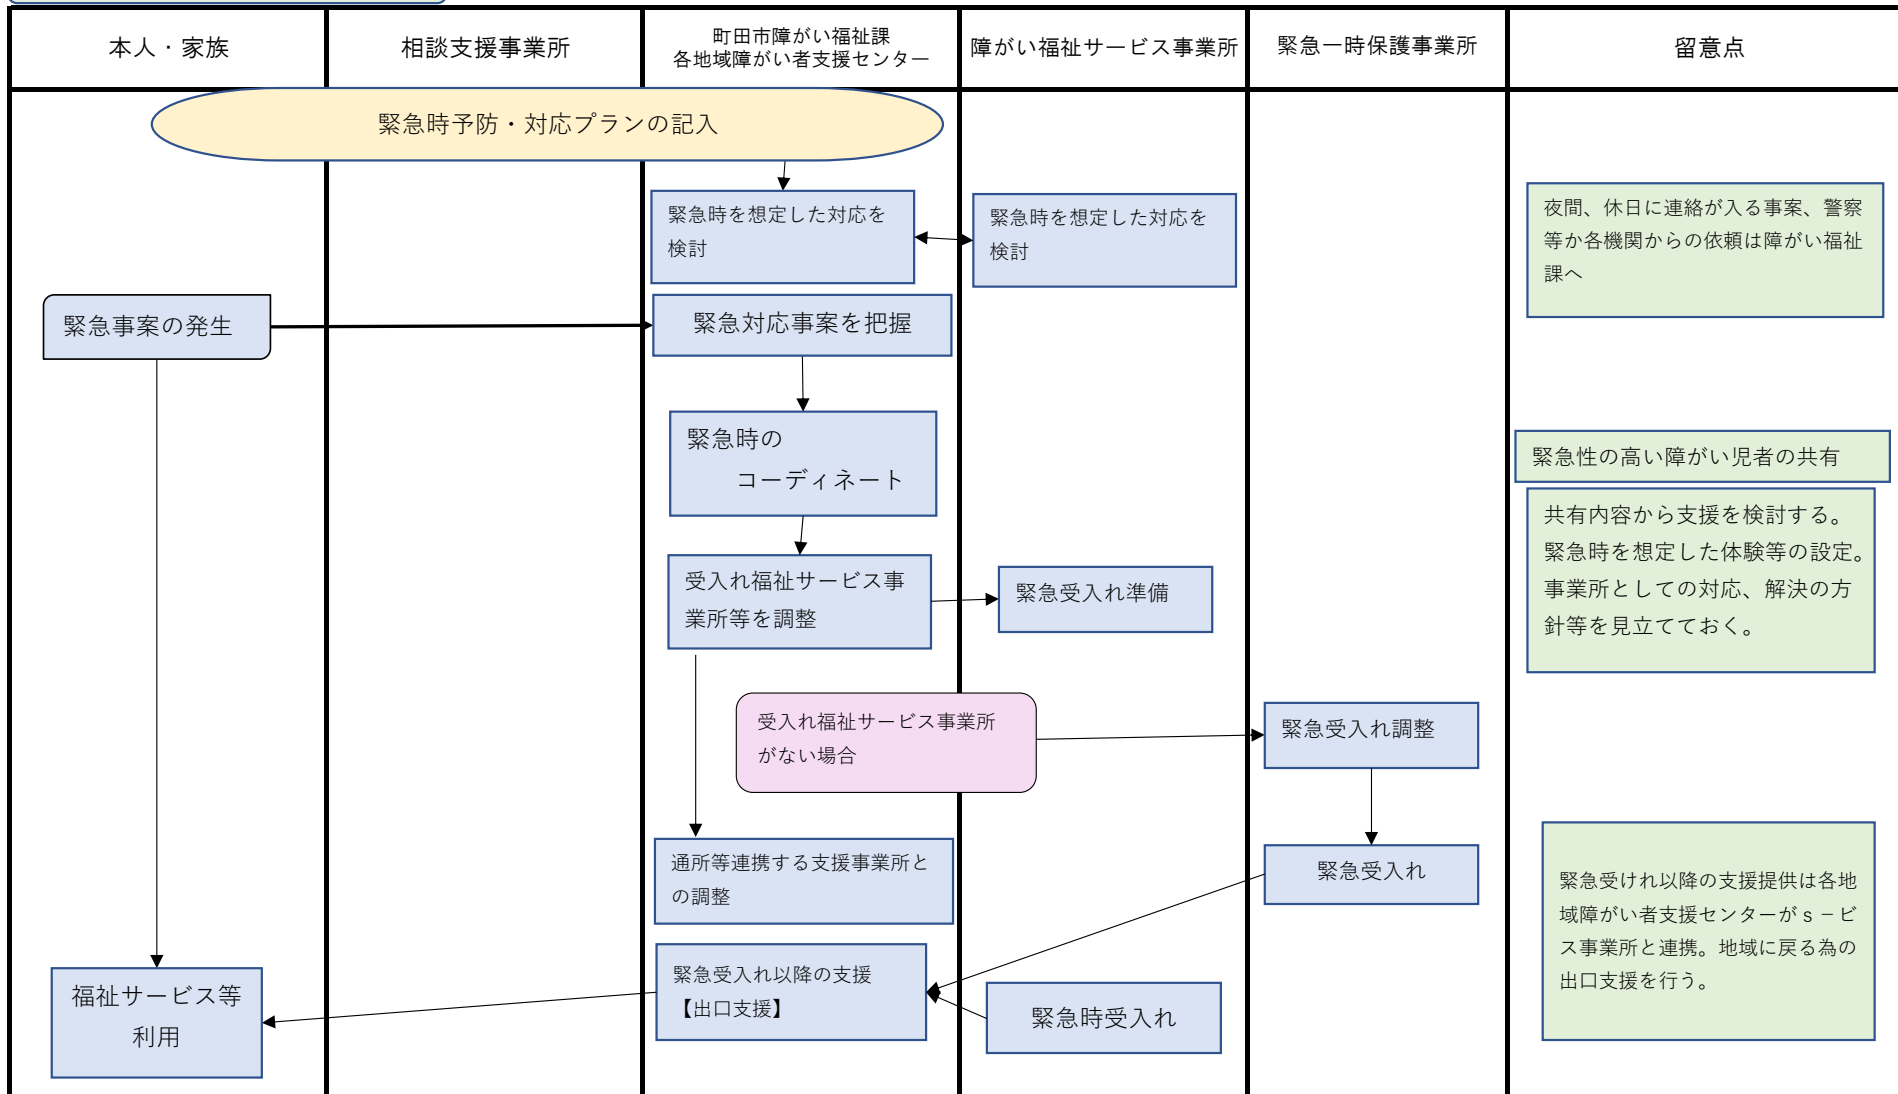 本人・家族
相談支援事業所
町田市障がい福祉課
各地域障がい者支援センター
障がい福祉サービス事業所
緊急一時保護事業所
留意点
緊急時予防・対応プランの記入
緊急時を想定した対応を
検討
緊急時を想定した対応を
検討
夜間、休日に連絡が入る事案、警察
等か各機関からの依頼は障がい福祉
課へ
緊急事案の発生
緊急対応事案を把握
緊急時の
コーディネート
緊急性の高い障がい児者の共有
共有内容から支援を検討する。
緊急時を想定した体験等の設定。
事業所としての対応、解決の方
針等を見立てておく。
受入れ福祉サービス事
業所等を調整
緊急受入れ準備
受入れ福祉サービス事業所
がない場合
緊急受入れ調整
通所等連携する支援事業所と
の調整
緊急受入れ
緊急受けれ以降の支援提供は各地
域障がい者支援センターがｓ－ビ
ス事業所と連携。地域に戻る為の
出口支援を行う。
緊急受入れ以降の支援
【出口支援】
緊急時受入れ
福祉サービス等
利用